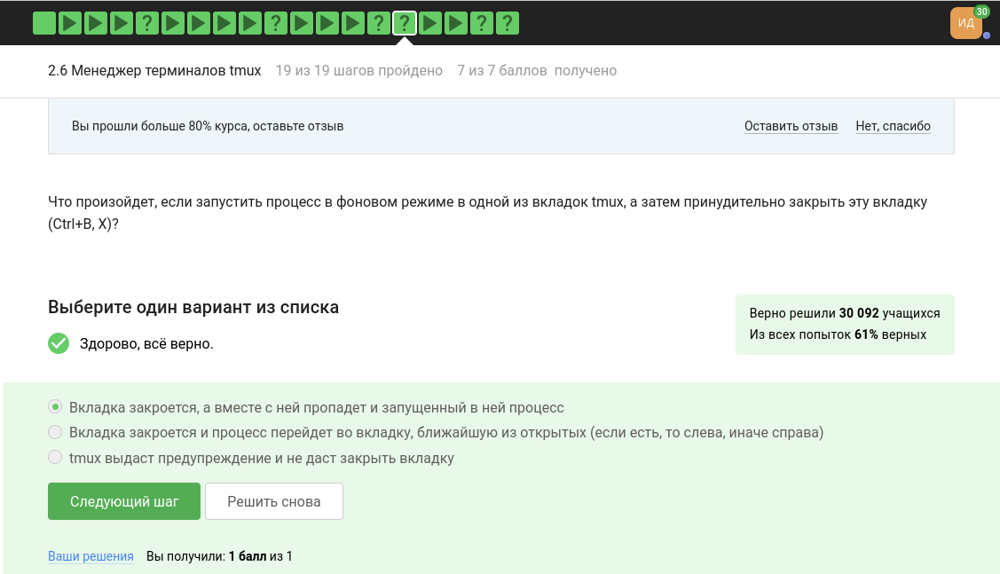 ? ? ? ? ? ?
ИД 30
2.6 Менеджер терминалов tmux 19 из 19 шагов пройдено 7 из 7 баллов получено
Вы прошли больше 80% курса, оставьте отзыв Оставить отзыв Нет, спасибо
Что произойдет, если запустить процесс в фоновом режиме в одной из вкладок tmux, а затем принудительно закрыть эту вкладку
(Ctrl+B, X)?
Выберите один вариант из списка
Здорово, всё верно.
Верно решили 30 092 учащихся
Из всех попыток 61% верных
Вкладка закроется, а вместе с ней пропадет и запущенный в ней процесс
Вкладка закроется и процесс перейдет во вкладку, ближайшую из открытых (если есть, то слева, иначе справа)
tmux выдаст предупреждение и не даст закрыть вкладку
Следующий шаг Решить снова
Ваши решения Вы получили: 1 балл из 1